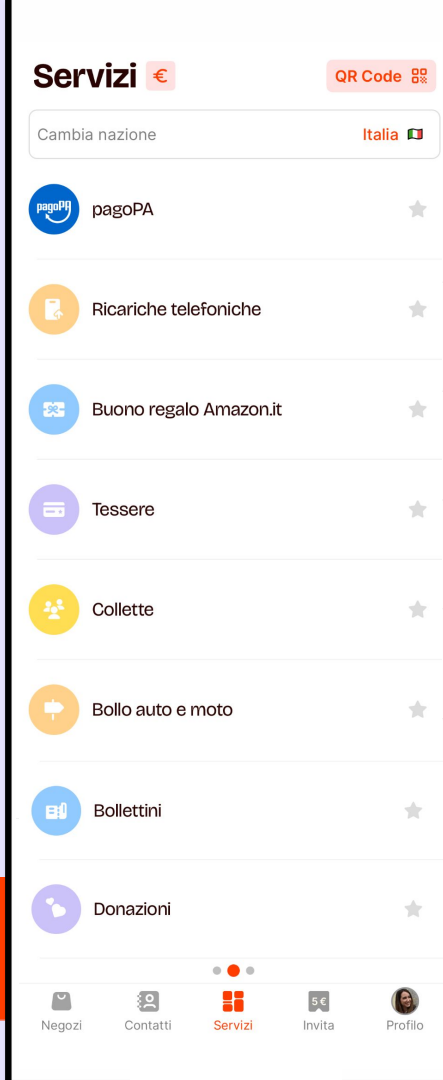 Servizi €
QR Code
Cambia nazione
Italia
pagoPA
pagoPA
Ricariche telefoniche
Buono regalo Amazon.it
Tessere
Collette
Bollo auto e moto
Bollettini
Donazioni
5 €
Negozi
Contatti
Servizi
Invita
Profilo